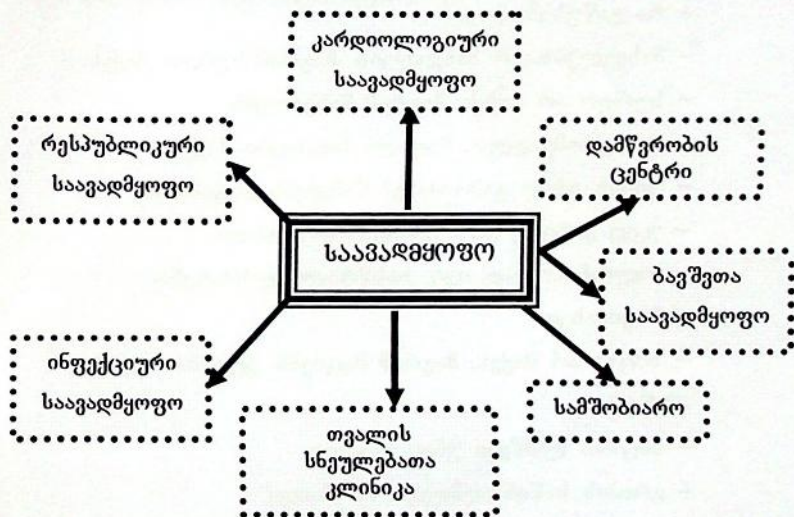 კარდიოლოგიური
საავადმყოფო
რესპუბლიკური
საავადმყოფო
დამწვრობის
ცენტრი
საავადმყოფო
ბავშვთა
საავადმყოფო
ინფექციური
საავადმყოფო
სამშობიარო
თვალის
სნეულებათა
კლინიკა